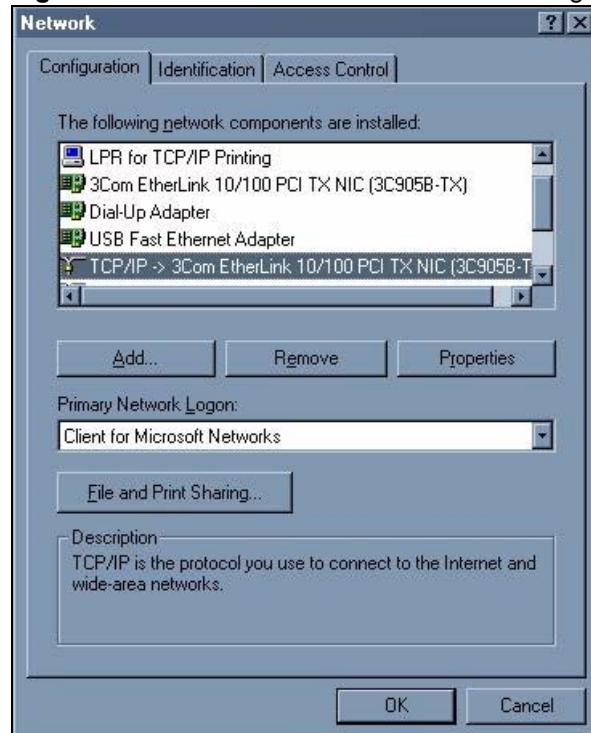 Network
Configuration Identification Access Control
The following network components are installed:
LPR for TCP/IP Printing
3Com EtherLink 10/100 PCI TX NIC (3C905B-TX)
Dial-Up Adapter
USB Fast Ethernet Adapter
TCP/IP -> 3Com EtherLink 10/100 PCI TX NIC (3C905B-T
Add... Remove Properties
Primary Network Logon:
Client for Microsoft Networks
File and Print Sharing...
Description
TCP/IP is the protocol you use to connect to the Internet and
wide-area networks.
OK Cancel